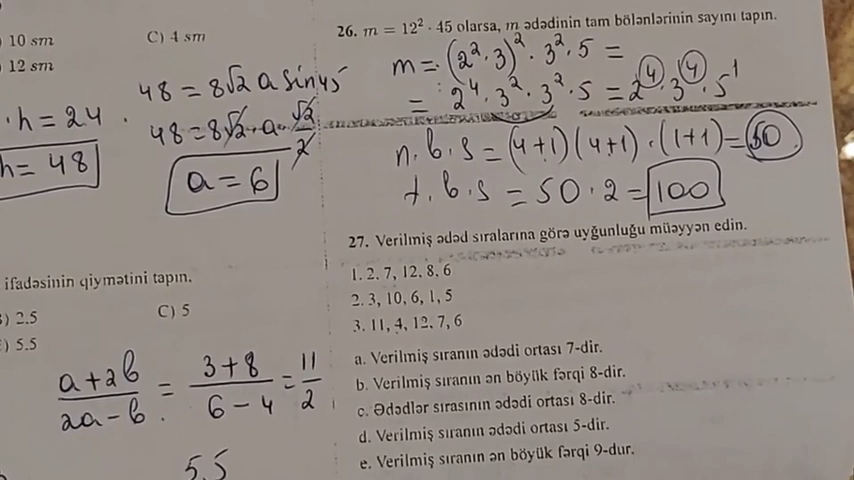 10 sm
C) 4 sm
12 sm
48 = 8√2 a sin45
· h = 24
48 = 8√2 · a · √2/2
h = 48
a = 6
ifadəsinin qiymətini tapın.
) 2.5
C) 5
) 5.5
a+2b/2a−b = 3+8/6−4 = 11/2
5.5
26. m = 12² · 45 olarsa, m ədədinin tam bölənlərinin sayını tapın.
m = (2² · 3)² · 3² · 5 =
= 2⁴ · 3² · 3² · 5 = 2⁴ · 3⁴ · 5¹
n.b.s = (4+1)(4+1) · (1+1) = 50
t.b.s = 50 · 2 = 100
27. Verilmiş ədəd sıralarına görə uyğunluğu müəyyən edin.
1. 2, 7, 12, 8, 6
2. 3, 10, 6, 1, 5
3. 11, 4, 12, 7, 6
a. Verilmiş sıranın ədədi ortası 7-dir.
b. Verilmiş sıranın ən böyük fərqi 8-dir.
c. Ədədlər sırasının ədədi ortası 8-dir.
d. Verilmiş sıranın ədədi ortası 5-dir.
e. Verilmiş sıranın ən böyük fərqi 9-dur.